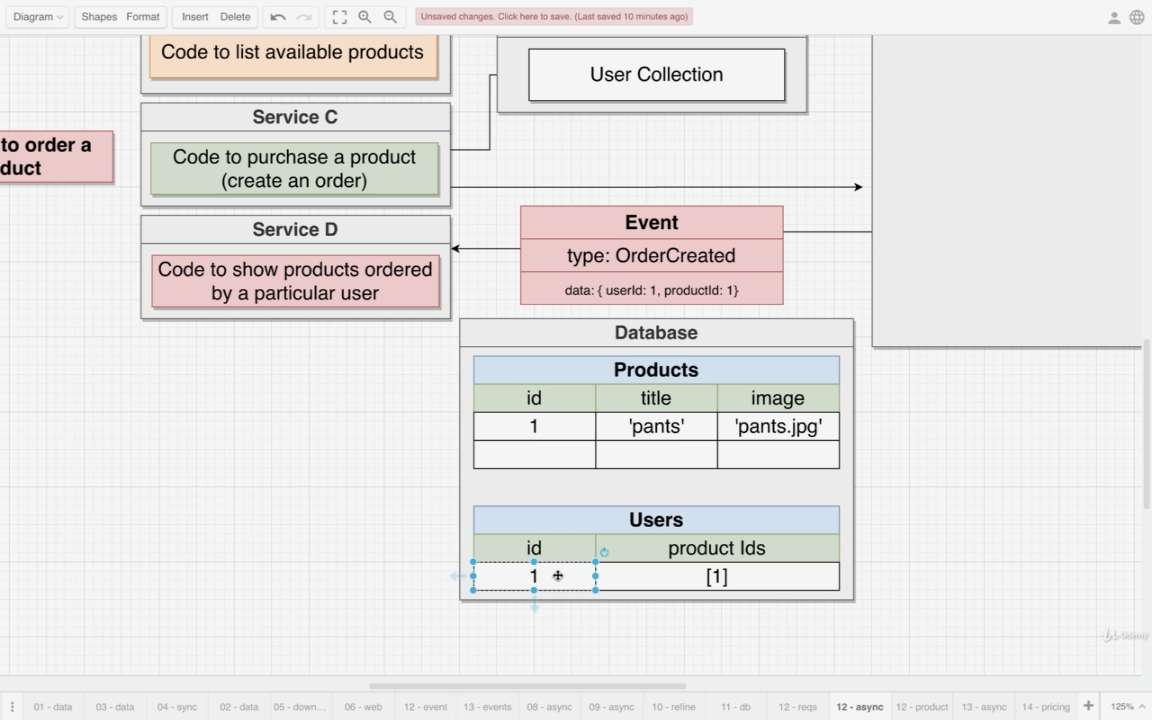 Diagram Shapes Format Insert Delete Unsaved changes. Click here to save. (Last saved 10 minutes ago)
Code to list available products
User Collection
Service C
to order a
duct
Code to purchase a product
(create an order)
Service D
Code to show products ordered
by a particular user
Event
type: OrderCreated
data: { userId: 1, productId: 1}
Database
Products
id title image
1 'pants' 'pants.jpg'
Users
id product Ids
1 [1]
Udemy
01 - data 03 - data 04 - sync 02 - data 05 - down... 06 - web 12 - event 13 - events 08 - async 09 - async 10 - refine 11 - db 12 - reqs 12 - async 12 - product 13 - async 14 - pricing 125%